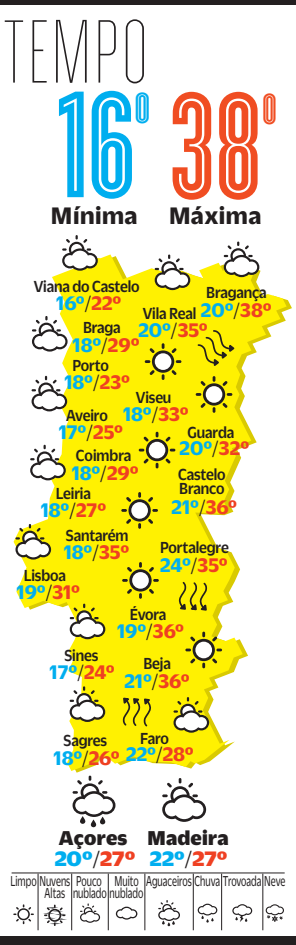 TEMPO
16º 38º
Mínima Máxima
Viana do Castelo
16º/22º
Bragança
20º/38º
Vila Real
20º/35º
Braga
18º/29º
Porto
18º/23º
Viseu
18º/33º
Aveiro
17º/25º
Guarda
20º/32º
Coimbra
18º/29º
Castelo
Branco
21º/36º
Leiria
18º/27º
Santarém
18º/35º
Portalegre
24º/35º
Lisboa
19º/31º
Évora
19º/36º
Sines
17º/24º
Beja
21º/36º
Sagres
18º/26º
Faro
22º/28º
Açores
20º/27º
Madeira
22º/27º
Limpo
Nuvens
Altas
Pouco
nublado
Muito
nublado
Aguaceiros
Chuva
Trovoada
Neve